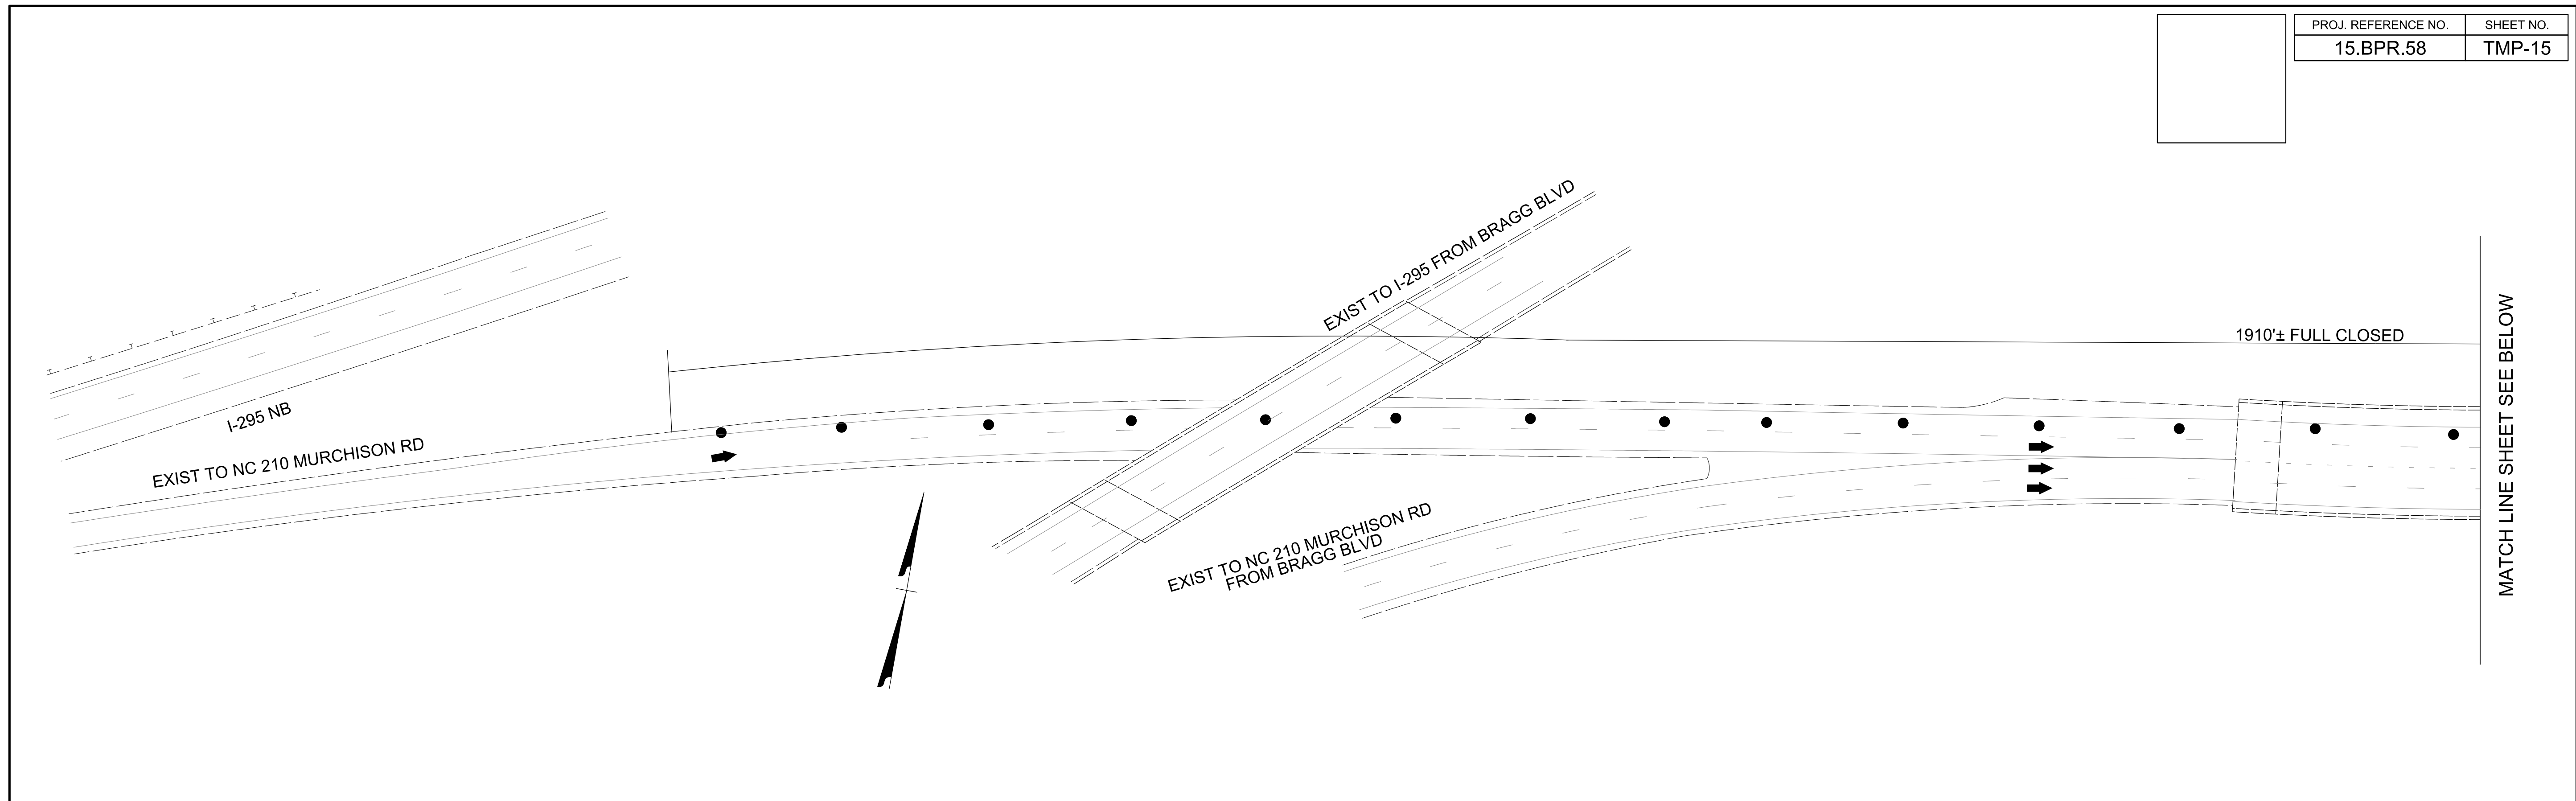 PROJ. REFERENCE NO.
SHEET NO.
15.BPR.58
TMP-15
EXIST TO I-295 FROM BRAGG BLVD
1910'± FULL CLOSED
MATCH LINE SHEET SEE BELOW
I-295 NB
EXIST TO NC 210 MURCHISON RD
EXIST TO NC 210 MURCHISON RD
FROM BRAGG BLVD